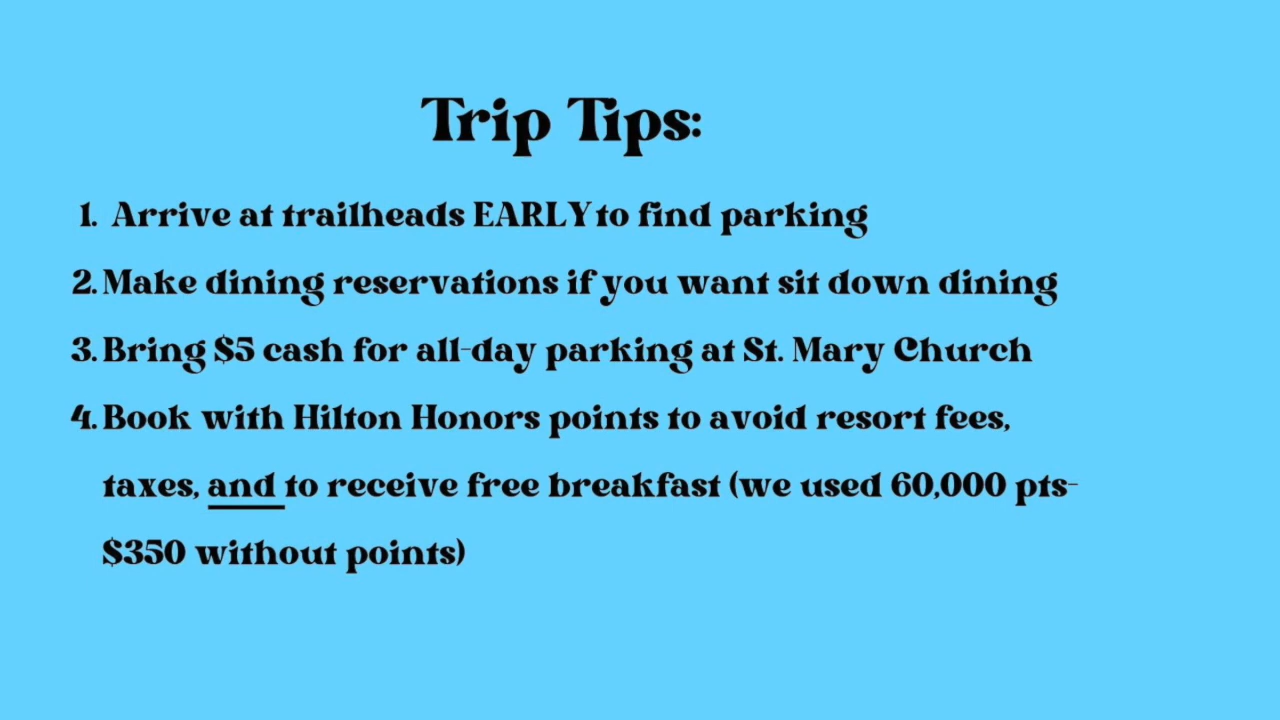 Trip Tips:
1. Arrive at trailheads EARLY to find parking
2. Make dining reservations if you want sit down dining
3. Bring $5 cash for all-day parking at St. Mary Church
4. Book with Hilton Honors points to avoid resort fees,
taxes, and to receive free breakfast (we used 60,000 pts-
$350 without points)